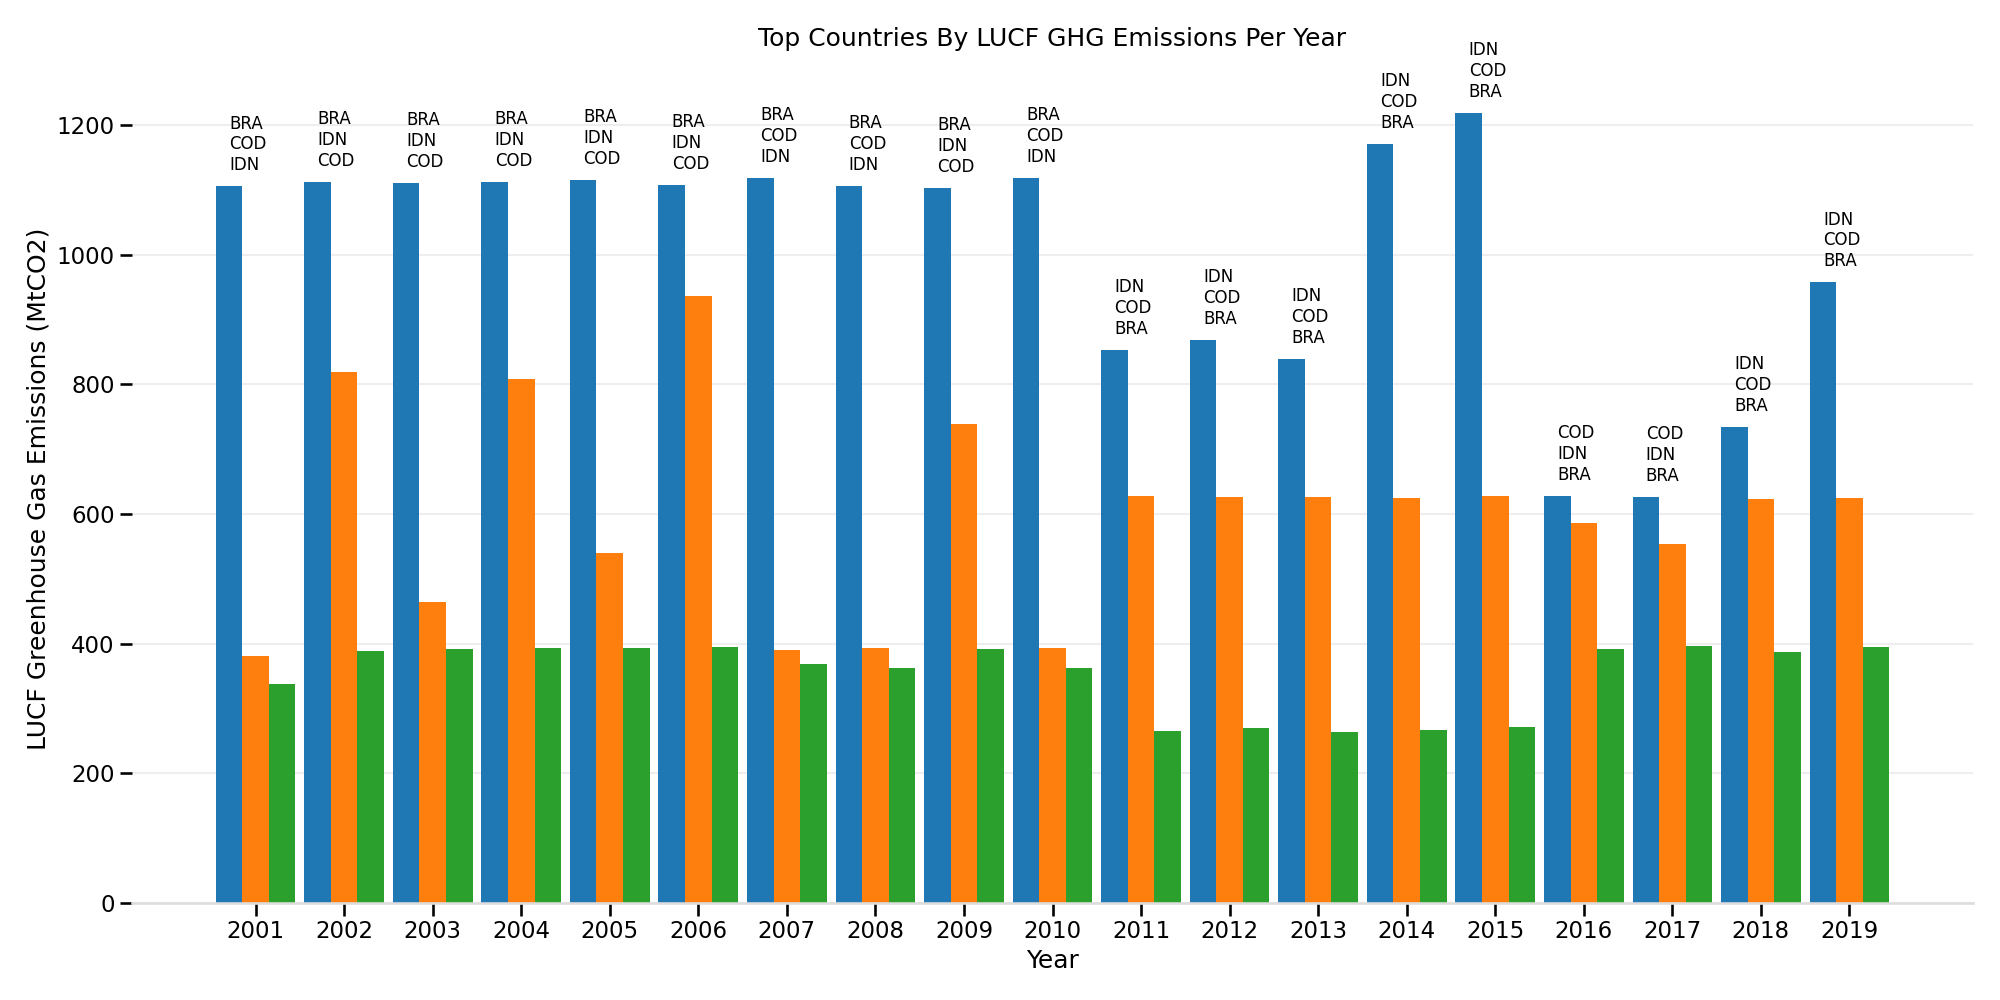 Top Countries By LUCF GHG Emissions Per Year
LUCF Greenhouse Gas Emissions (MtCO2)
1200
1000
800
600
400
200
0
BRA
COD
IDN
BRA
IDN
COD
BRA
IDN
COD
BRA
IDN
COD
BRA
IDN
COD
BRA
IDN
COD
BRA
COD
IDN
BRA
COD
IDN
BRA
IDN
COD
BRA
COD
IDN
IDN
COD
BRA
IDN
COD
BRA
IDN
COD
BRA
IDN
COD
BRA
IDN
COD
BRA
COD
IDN
BRA
COD
IDN
BRA
IDN
COD
BRA
IDN
COD
BRA
2001 2002 2003 2004 2005 2006 2007 2008 2009 2010 2011 2012 2013 2014 2015 2016 2017 2018 2019
Year